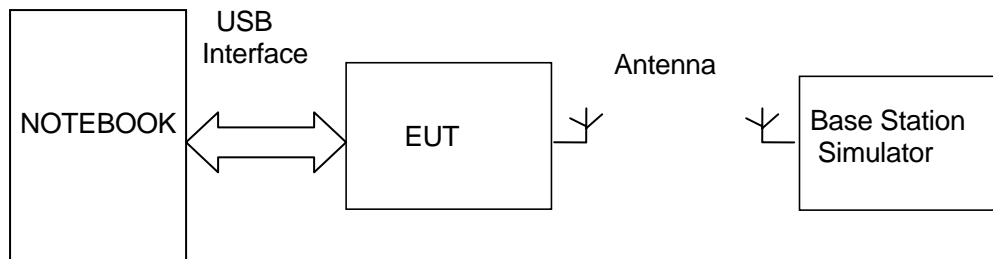 USB
Interface
Antenna
NOTEBOOK
EUT
Base Station
Simulator